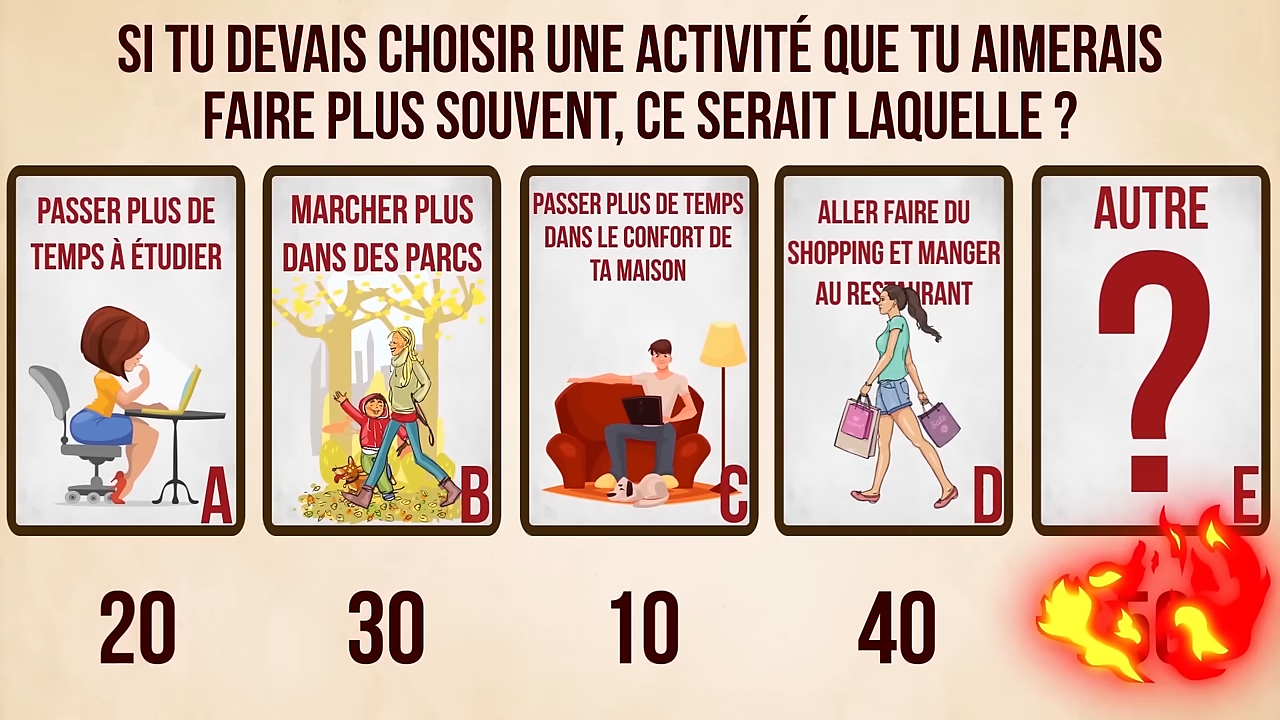 SI TU DEVAIS CHOISIR UNE ACTIVITÉ QUE TU AIMERAIS
FAIRE PLUS SOUVENT, CE SERAIT LAQUELLE ?
PASSER PLUS DE
TEMPS À ÉTUDIER
A
MARCHER PLUS
DANS DES PARCS
B
PASSER PLUS DE TEMPS
DANS LE CONFORT DE
TA MAISON
C
ALLER FAIRE DU
SHOPPING ET MANGER
AU RESTAURANT
D
AUTRE
?
E
20
30
10
40